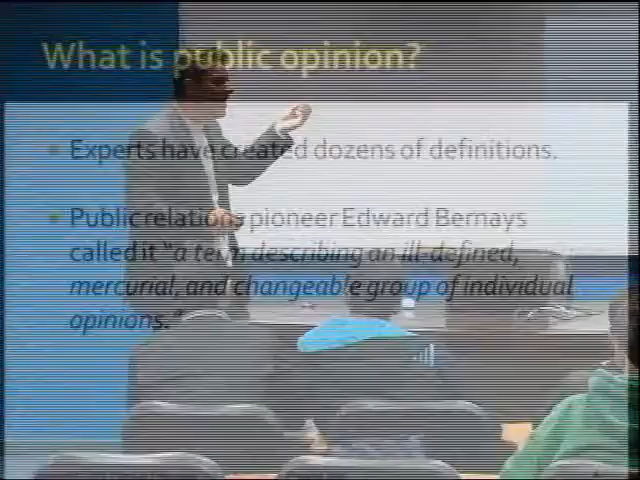 What is public opinion?
Experts have created dozens of definitions.
Public relations pioneer Edward Bernays
called it "a term describing an ill-defined,
mercurial, and changeable group of individual
opinions."